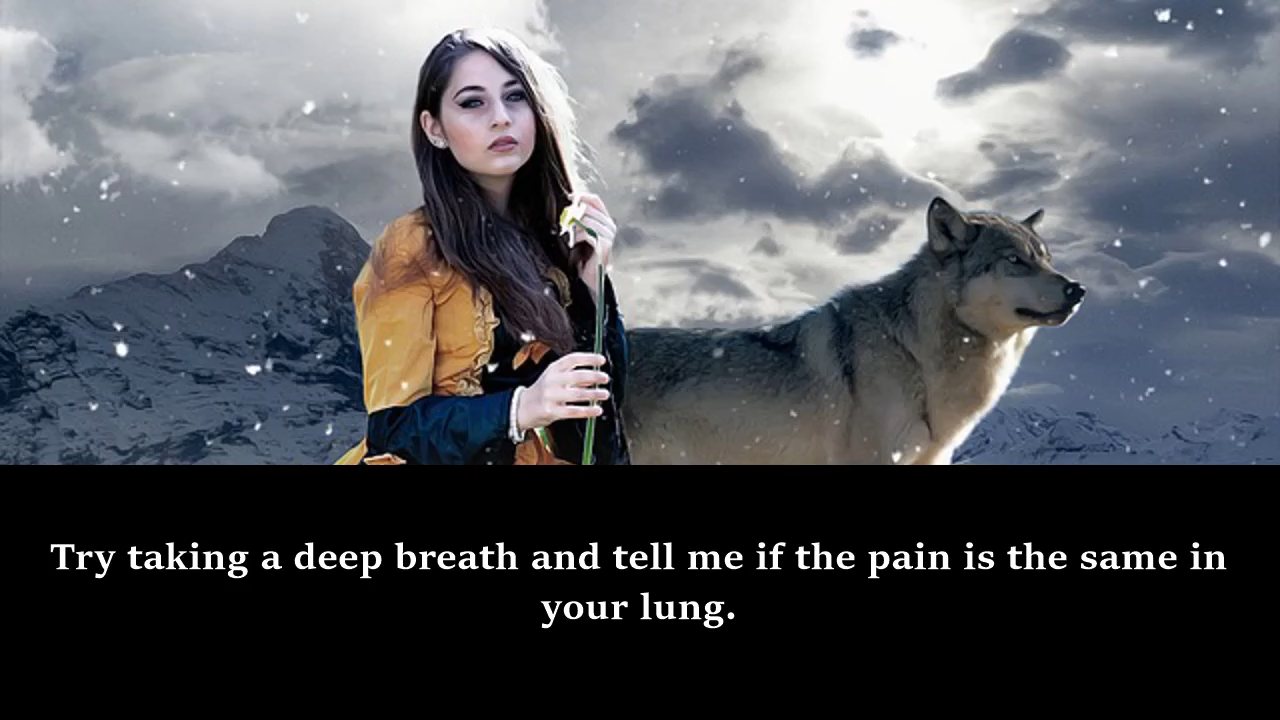 Try taking a deep breath and tell me if the pain is the same in
your lung.